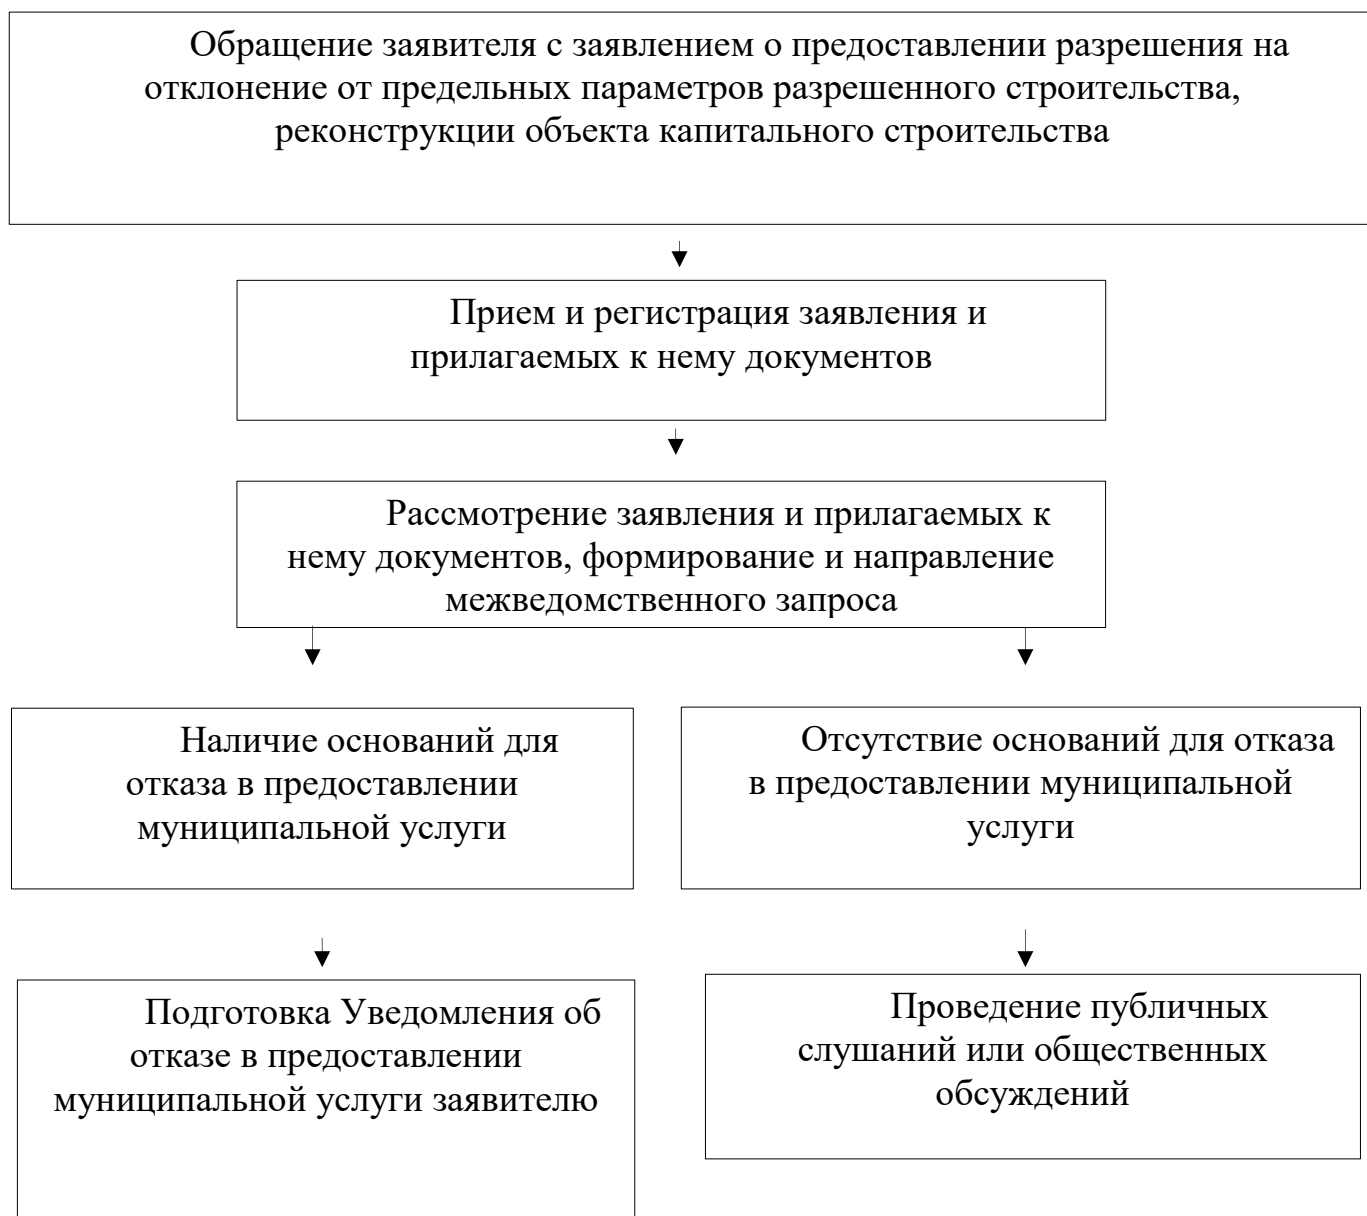 Обращение заявителя с заявлением о предоставлении разрешения на
отклонение от предельных параметров разрешенного строительства,
реконструкции объекта капитального строительства
Прием и регистрация заявления и
прилагаемых к нему документов
Рассмотрение заявления и прилагаемых к
нему документов, формирование и направление
межведомственного запроса
Наличие оснований для
отказа в предоставлении
муниципальной услуги
Отсутствие оснований для отказа
в предоставлении муниципальной
услуги
Подготовка Уведомления об
отказе в предоставлении
муниципальной услуги заявителю
Проведение публичных
слушаний или общественных
обсуждений